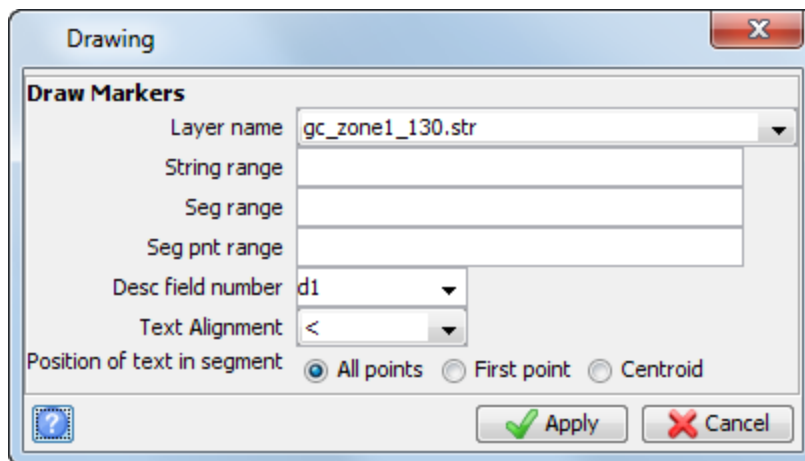 Drawing
Draw Markers
Layer name gc_zone1_130.str
String range
Seg range
Seg pnt range
Desc field number d1
Text Alignment <
Position of text in segment All points First point Centroid
? Apply Cancel